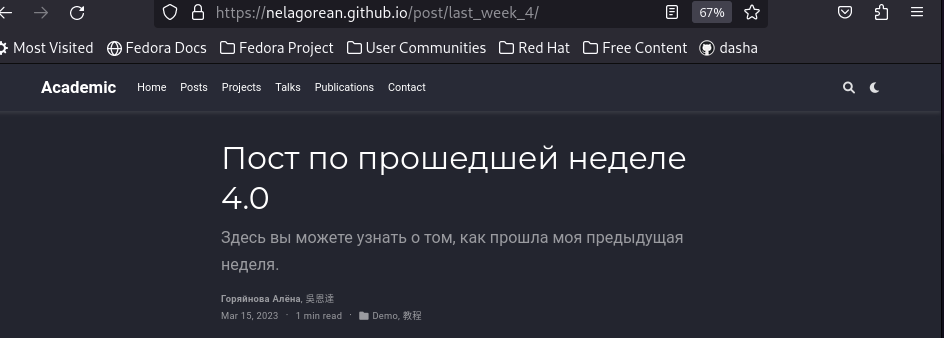 https://nelagorean.github.io/post/last_week_4/ 67%
Most Visited Fedora Docs Fedora Project User Communities Red Hat Free Content dasha
Academic Home Posts Projects Talks Publications Contact
Пост по прошедшей неделе
4.0
Здесь вы можете узнать о том, как прошла моя предыдущая
неделя.
Горяйнова Алёна, 吳恩達
Mar 15, 2023 · 1 min read · Demo, 教程